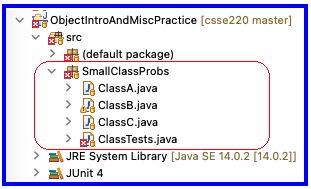 ObjectIntroAndMiscPractice [csse220 master]
src
(default package)
SmallClassProbs
ClassA.java
ClassB.java
ClassC.java
ClassTests.java
JRE System Library [Java SE 14.0.2 [14.0.2]]
JUnit 4